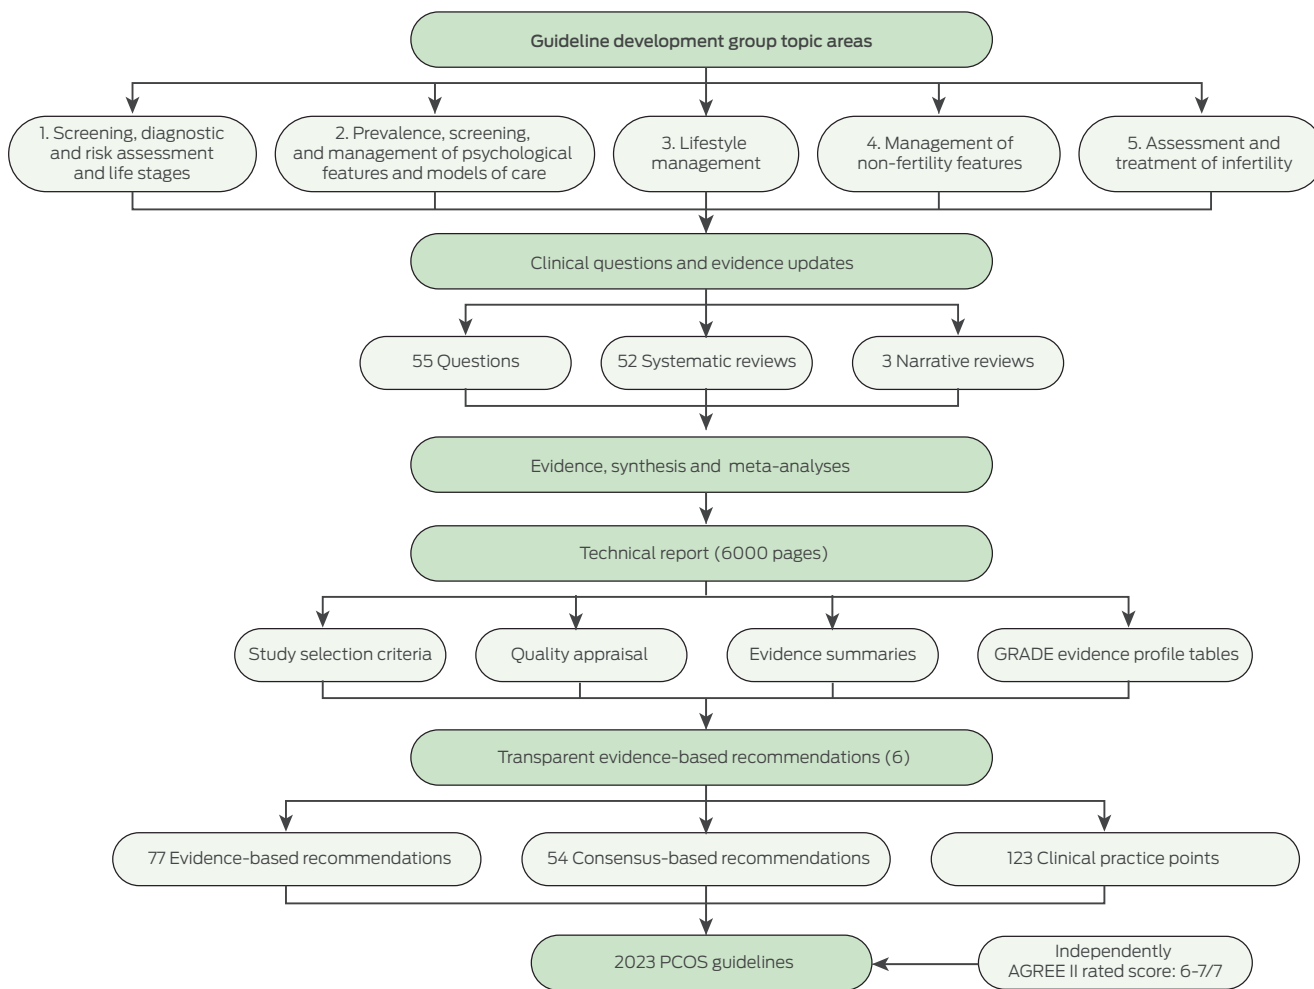 Guideline development group topic areas
1. Screening, diagnostic
and risk assessment
and life stages
2. Prevalence, screening,
and management of psychological
features and models of care
3. Lifestyle
management
4. Management of
non-fertility features
5. Assessment and
treatment of infertility
Clinical questions and evidence updates
55 Questions
52 Systematic reviews
3 Narrative reviews
Evidence, synthesis and meta-analyses
Technical report (6000 pages)
Study selection criteria
Quality appraisal
Evidence summaries
GRADE evidence profile tables
Transparent evidence-based recommendations (6)
77 Evidence-based recommendations
54 Consensus-based recommendations
123 Clinical practice points
2023 PCOS guidelines
Independently
AGREE II rated score: 6-7/7